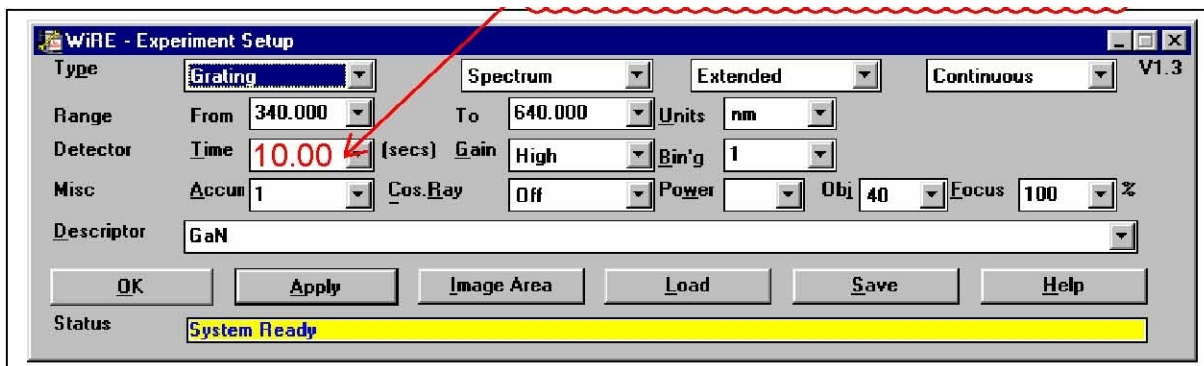 WiRE - Experiment Setup
Type Grating Spectrum Extended Continuous V1.3
Range From 340.000 To 640.000 Units nm
Detector Time 10.00 (secs) Gain High Bin'g 1
Misc Accum 1 Cos.Ray Off Power Obj 40 Focus 100 %
Descriptor GaN
OK Apply Image Area Load Save Help
Status System Ready